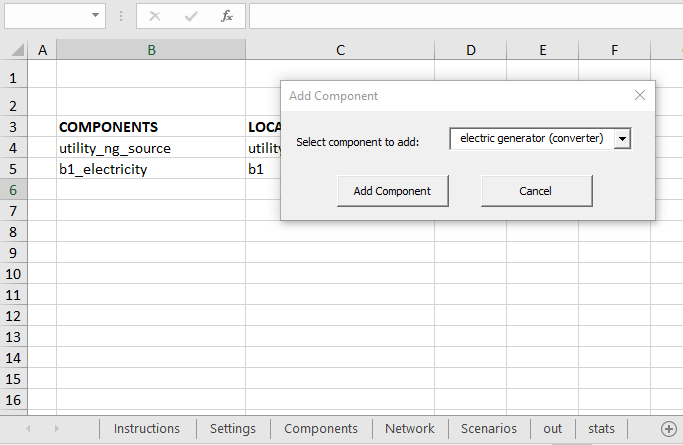 fx
A B C D E F
1
2
Add Component
3 COMPONENTS LOCA
Select component to add: electric generator (converter)
4 utility_ng_source utility
5 b1_electricity b1
6
Add Component Cancel
7
8
9
10
11
12
13
14
15
16
Instructions Settings Components Network Scenarios out stats